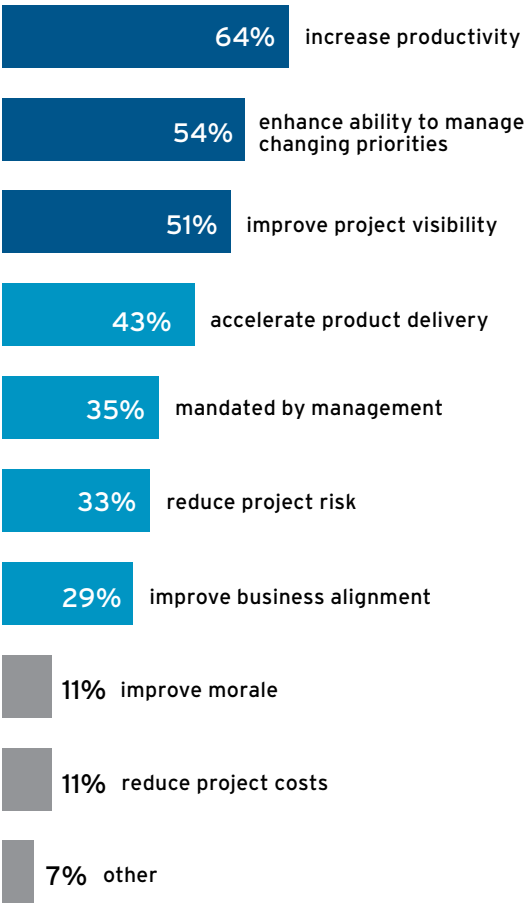 64% increase productivity
54% enhance ability to manage
changing priorities
51% improve project visibility
43% accelerate product delivery
35% mandated by management
33% reduce project risk
29% improve business alignment
11% improve morale
11% reduce project costs
7% other